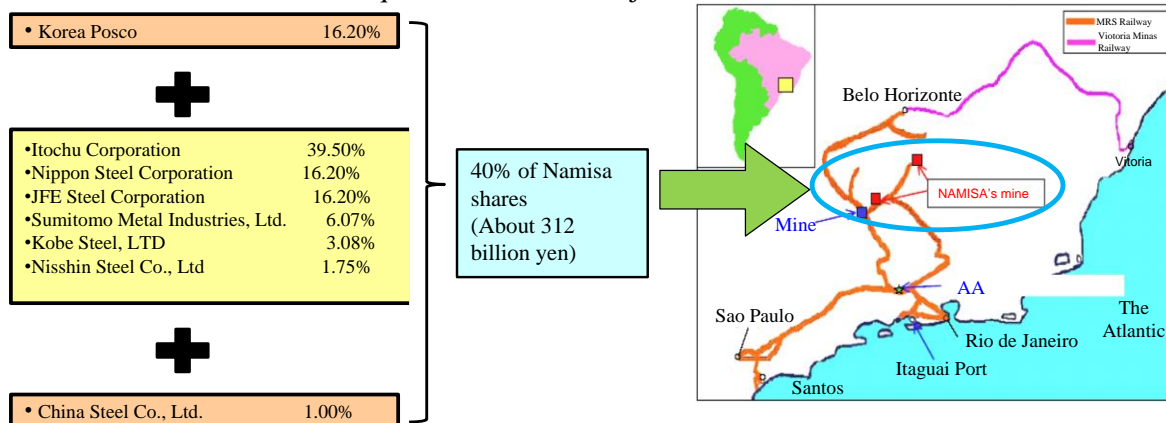 • Korea Posco 16.20%
•Itochu Corporation 39.50%
•Nippon Steel Corporation 16.20%
•JFE Steel Corporation 16.20%
•Sumitomo Metal Industries, Ltd. 6.07%
•Kobe Steel, LTD 3.08%
•Nisshin Steel Co., Ltd 1.75%
• China Steel Co., Ltd. 1.00%
40% of Namisa
shares
(About 312
billion yen)
MRS Railway
Viotoria Minas
Railway
Belo Horizonte
Vitoria
NAMISA's mine
Mine
AA
Sao Paulo
The
Atlantic
Rio de Janeiro
Itaguai Port
Santos